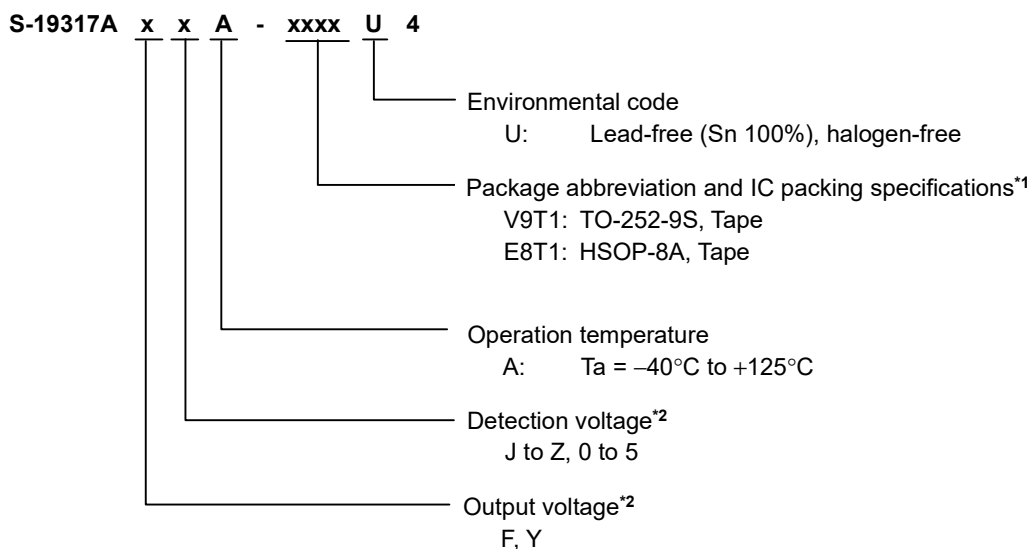 S-19317A x x A - xxxx U 4
Environmental code
U: Lead-free (Sn 100%), halogen-free
Package abbreviation and IC packing specifications*1
V9T1: TO-252-9S, Tape
E8T1: HSOP-8A, Tape
Operation temperature
A: Ta = −40°C to +125°C
Detection voltage*2
J to Z, 0 to 5
Output voltage*2
F, Y